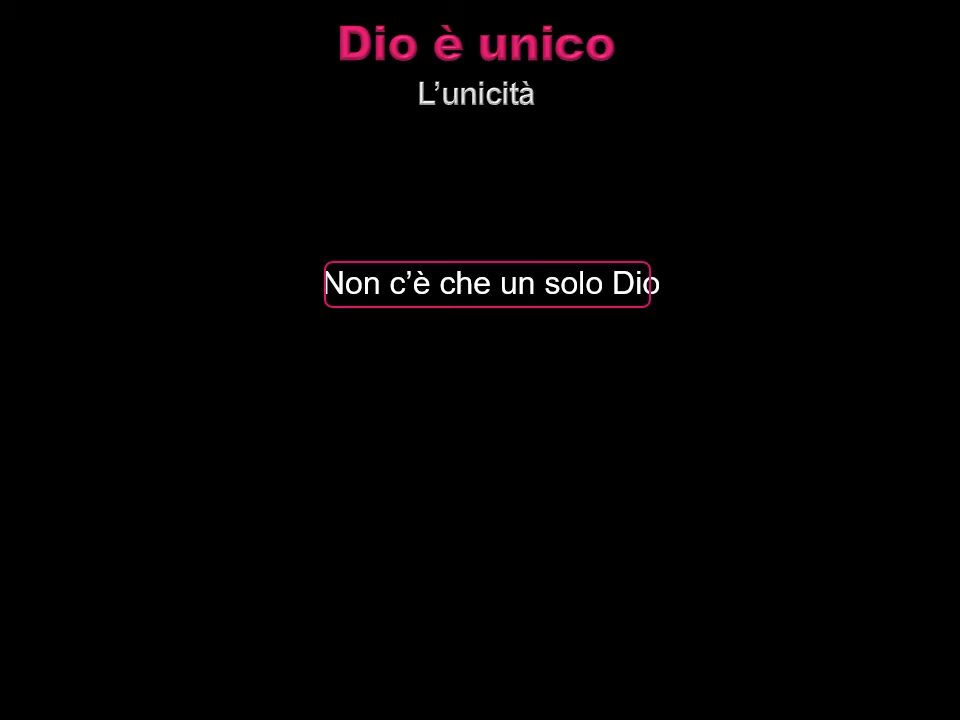 Dio è unico
L’unicità
Non c’è che un solo Dio